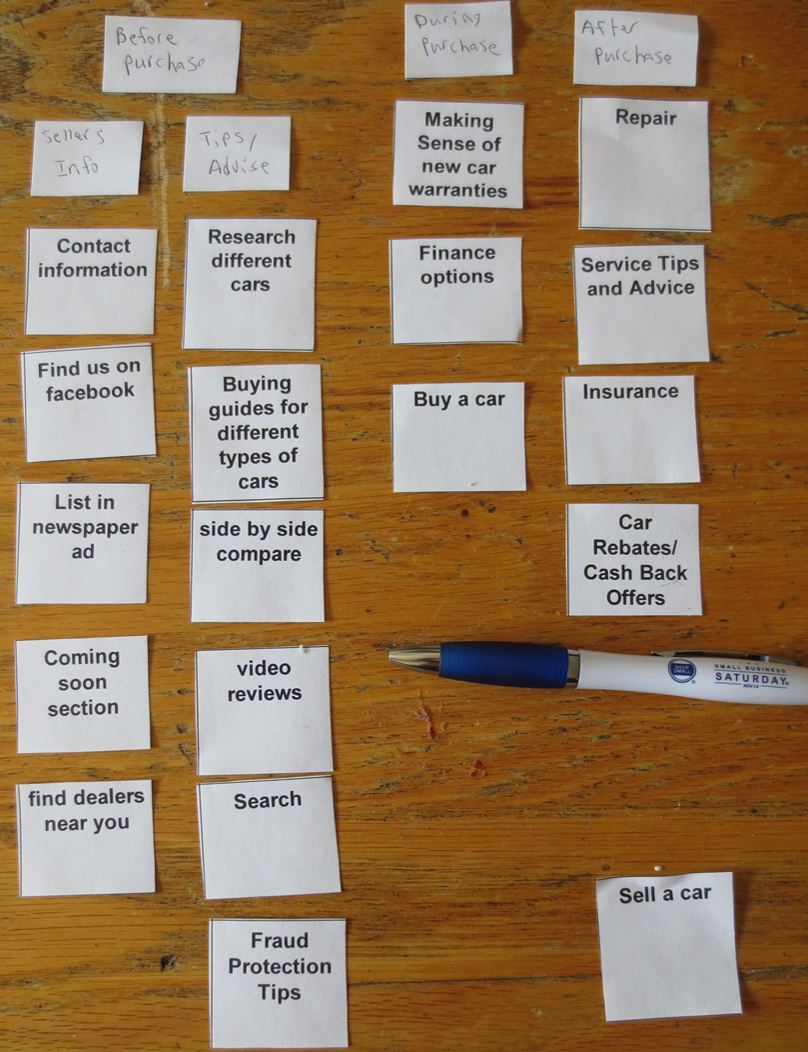 Before
purchase
During
Purchase
After
Purchase
Sellers
Info
Tips/
Advise
Contact
information
Find us on
facebook
List in
newspaper
ad
Coming
soon
section
find dealers
near you
Research
different
cars
Buying
guides for
different
types of
cars
side by side
compare
video
reviews
Search
Fraud
Protection
Tips
Making
Sense of
new car
warranties
Finance
options
Buy a car
Repair
Service Tips
and Advice
Insurance
Car
Rebates/
Cash Back
Offers
Sell a car
SHOP
SMALL
SMALL BUSINESS
SATURDAY